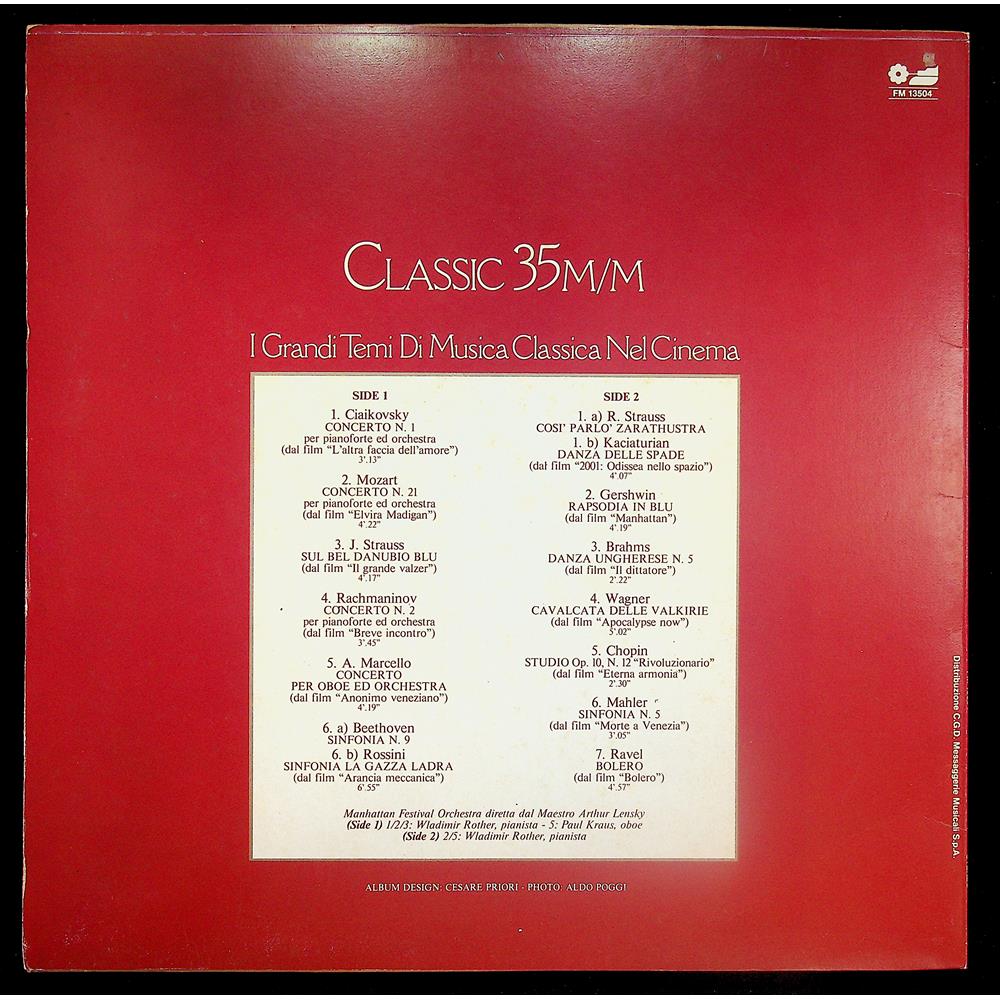 FM 13504
CLASSIC 35M/M
I Grandi Temi Di Musica Classica Nel Cinema
SIDE 1
1. Ciaikovsky
CONCERTO N. 1
per pianoforte ed orchestra
(dal film “L'altra faccia dell'amore”)
3'.13”
2. Mozart
CONCERTO N. 21
per pianoforte ed orchestra
(dal film “Elvira Madigan”)
4'.22”
3. J. Strauss
SUL BEL DANUBIO BLU
(dal film “Il grande valzer”)
4'.17”
4. Rachmaninov
CONCERTO N. 2
per pianoforte ed orchestra
(dal film “Breve incontro”)
3'.45”
5. A. Marcello
CONCERTO
PER OBOE ED ORCHESTRA
(dal film “Anonimo veneziano”)
4'.19”
6. a) Beethoven
SINFONIA N. 9
6. b) Rossini
SINFONIA LA GAZZA LADRA
(dal film “Arancia meccanica”)
6'.55”
SIDE 2
1. a) R. Strauss
COSI' PARLO' ZARATHUSTRA
1. b) Kaciaturian
DANZA DELLE SPADE
(dal film “2001: Odissea nello spazio”)
4'.07”
2. Gershwin
RAPSODIA IN BLU
(dal film “Manhattan”)
4'.19”
3. Brahms
DANZA UNGHERESE N. 5
(dal film “Il dittatore”)
2'.22”
4. Wagner
CAVALCATA DELLE VALKIRIE
(dal film “Apocalypse now”)
5'.02”
5. Chopin
STUDIO Op. 10, N. 12 “Rivoluzionario”
(dal film “Eterna armonia”)
2'.30”
6. Mahler
SINFONIA N. 5
(dal film “Morte a Venezia”)
3'.05”
7. Ravel
BOLERO
(dal film “Bolero”)
4'.57”
Manhattan Festival Orchestra diretta dal Maestro Arthur Lensky
(Side 1) 1/2/3: Wladimir Rother, pianista - 5: Paul Kraus, oboe
(Side 2) 2/5: Wladimir Rother, pianista
ALBUM DESIGN: CESARE PRIORI - PHOTO: ALDO POGGI
Distribuzione C.G.D. Messaggerie Musicali S.p.A.